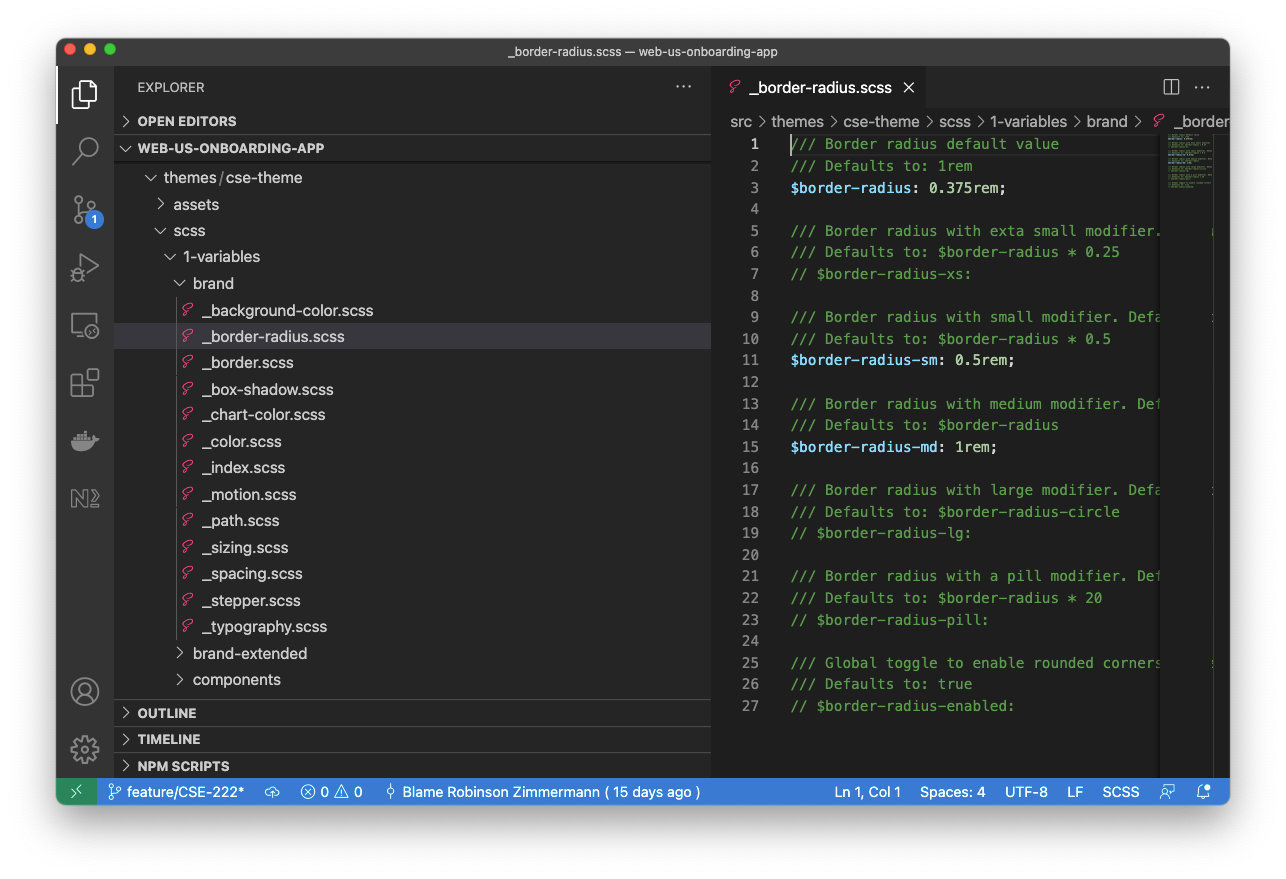 _border-radius.scss — web-us-onboarding-app
EXPLORER
OPEN EDITORS
WEB-US-ONBOARDING-APP
themes / cse-theme
assets
scss
1-variables
brand
_background-color.scss
_border-radius.scss
_border.scss
_box-shadow.scss
_chart-color.scss
_color.scss
_index.scss
_motion.scss
_path.scss
_sizing.scss
_spacing.scss
_stepper.scss
_typography.scss
brand-extended
components
OUTLINE
TIMELINE
NPM SCRIPTS
1
_border-radius.scss
src > themes > cse-theme > scss > 1-variables > brand > _border
1 /// Border radius default value
2 /// Defaults to: 1rem
3 $border-radius: 0.375rem;
4
5 /// Border radius with exta small modifier.
6 /// Defaults to: $border-radius * 0.25
7 // $border-radius-xs:
8
9 /// Border radius with small modifier. Defa
10 /// Defaults to: $border-radius * 0.5
11 $border-radius-sm: 0.5rem;
12
13 /// Border radius with medium modifier. Def
14 /// Defaults to: $border-radius
15 $border-radius-md: 1rem;
16
17 /// Border radius with large modifier. Defa
18 /// Defaults to: $border-radius-circle
19 // $border-radius-lg:
20
21 /// Border radius with a pill modifier. Def
22 /// Defaults to: $border-radius * 20
23 // $border-radius-pill:
24
25 /// Global toggle to enable rounded corners
26 /// Defaults to: true
27 // $border-radius-enabled:
feature/CSE-222* 0 0 Blame Robinson Zimmermann ( 15 days ago ) Ln 1, Col 1 Spaces: 4 UTF-8 LF SCSS